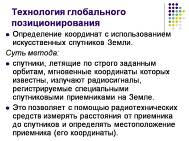 Технология глобального
позиционирования
Определение координат с использованием
искусственных спутников Земли.
Суть метода:
спутники, летящие по строго заданным
орбитам, мгновенные координаты которых
известны, излучают радиосигналы,
регистрируемые специальными
спутниковыми приемниками на Земле.
Это позволяет с помощью радиотехнических
средств измерять расстояния от приемника
до спутников и определять местоположение
приемника (его координаты).